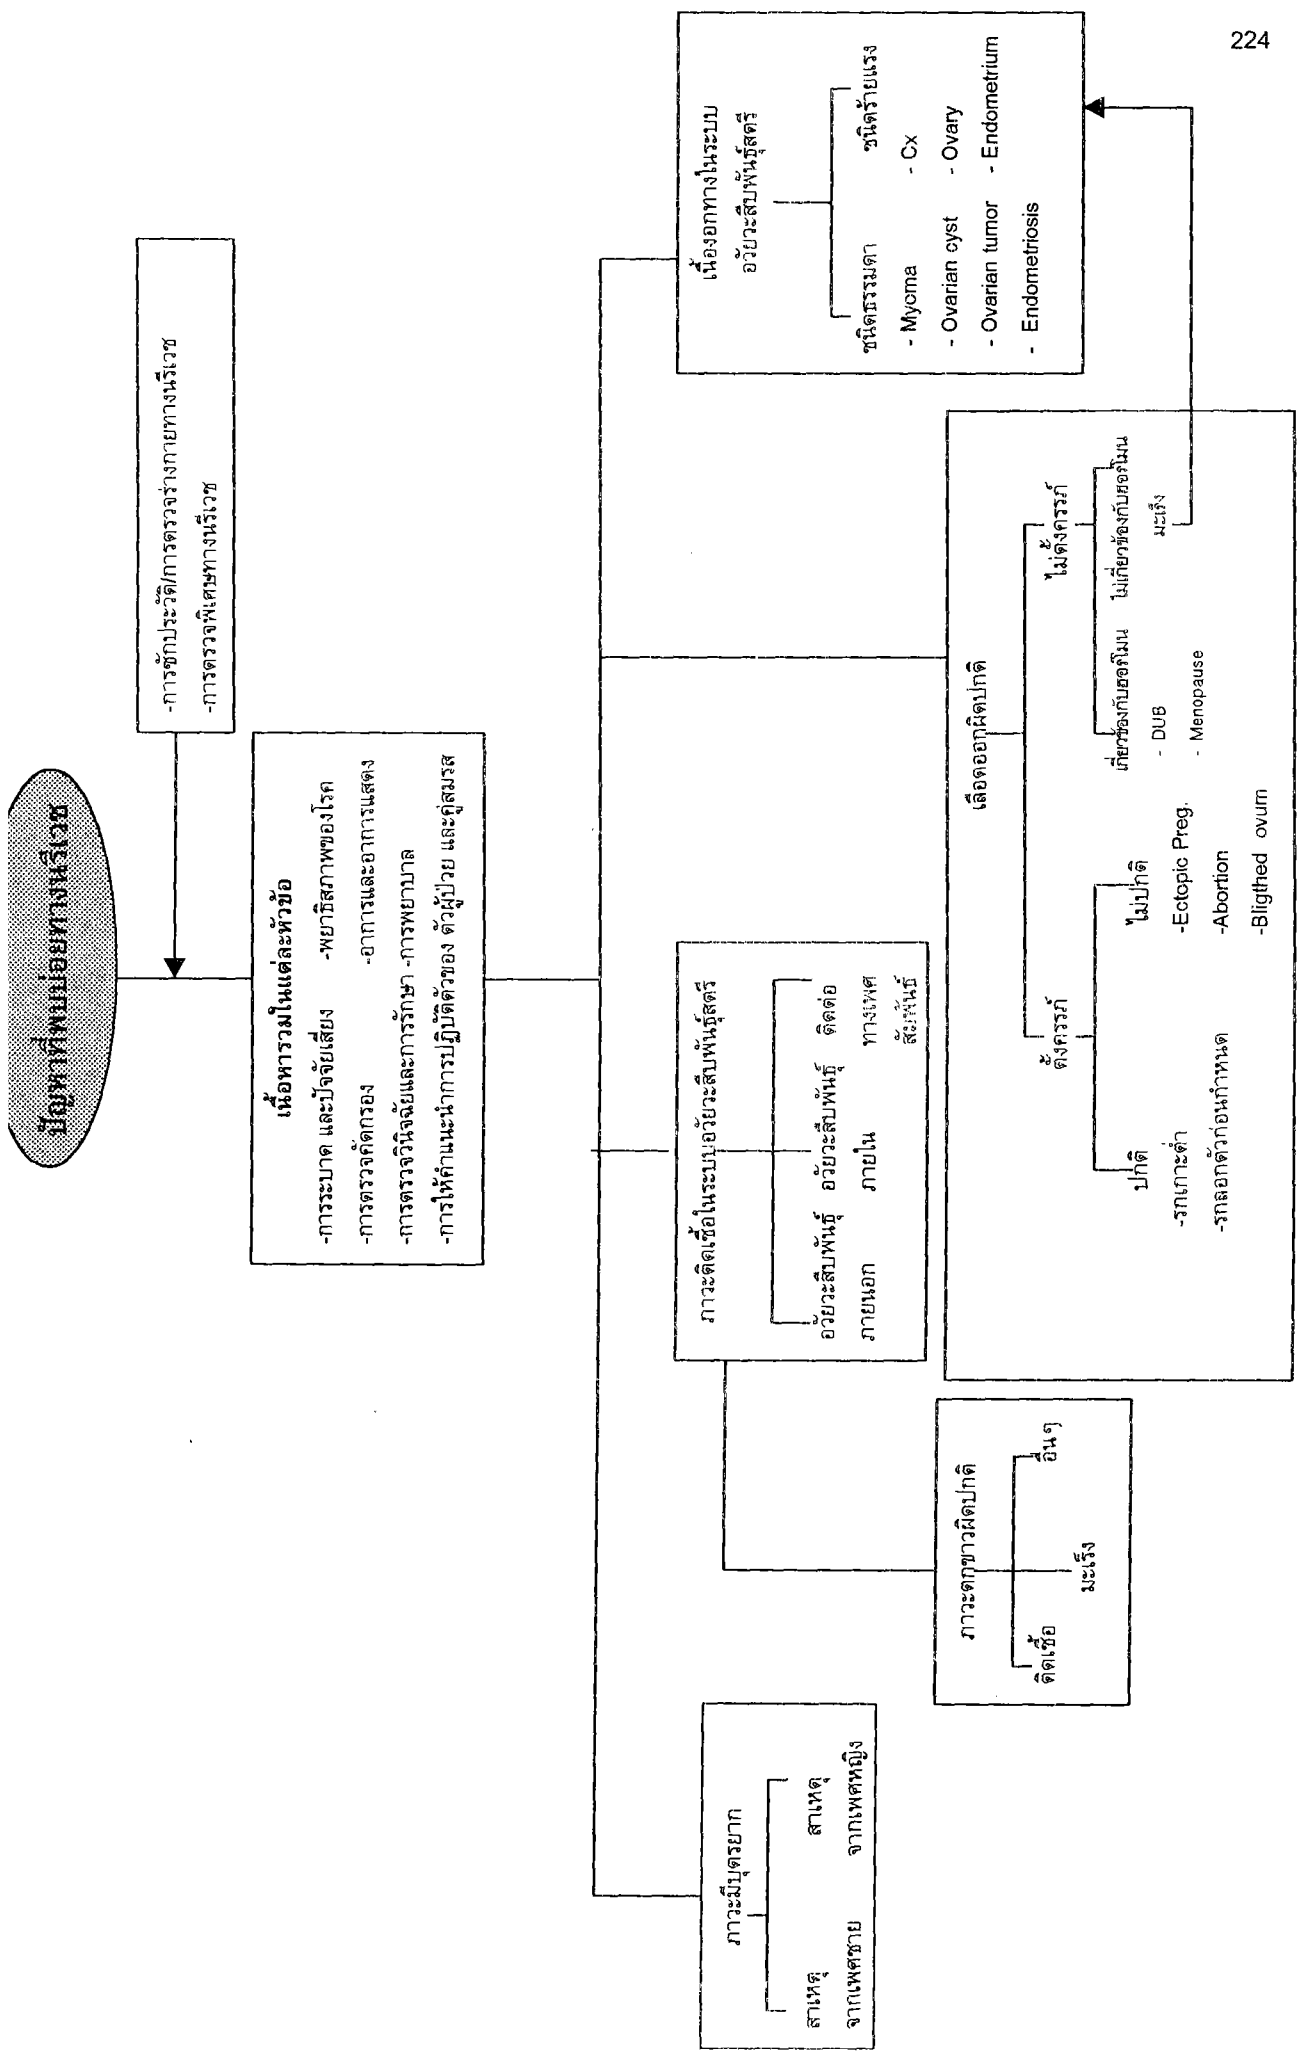 224
ปัญหาที่พบบ่อยทางนรีเวช
-การซักประวัติ/การตรวจร่างกายทางนรีเวช
-การตรวจพิเศษทางนรีเวช
เนื้อหารวมในแต่ละหัวข้อ
-การระบาด และปัจจัยเสี่ยง -พยาธิสภาพของโรค
-การตรวจคัดกรอง -อาการและอาการแสดง
-การตรวจวินิจฉัยและการรักษา -การพยาบาล
-การให้คำแนะนำการปฏิบัติตัวของ ตัวผู้ป่วย และคู่สมรส
ภาวะมีบุตรยาก
สาเหตุ สาเหตุ
จากเพศชาย จากเพศหญิง
ภาวะติดเชื้อในระบบอวัยวะสืบพันธุ์สตรี
อวัยวะสืบพันธุ์ อวัยวะสืบพันธุ์ ติดต่อ
ภายนอก ภายใน ทางเพศ
สัมพันธ์
เนื้องอกทางในระบบ
อวัยวะสืบพันธุ์สตรี
ชนิดธรรมดา ชนิดร้ายแรง
- Myoma - Cx
- Ovarian cyst - Ovary
- Ovarian tumor - Endometrium
- Endometriosis
ภาวะตกขาวผิดปกติ
ติดเชื้อ อื่นๆ
มะเร็ง
เลือดออกผิดปกติ
ตั้งครรภ์ ไม่ตั้งครรภ์
ปกติ ไม่ปกติ เกี่ยวข้องกับฮอร์โมน ไม่เกี่ยวข้องกับฮอร์โมน
-รกเกาะต่ำ -Ectopic Preg. - DUB มะเร็ง
-รกลอกตัวก่อนกำหนด -Abortion - Menopause
-Bligthed ovum